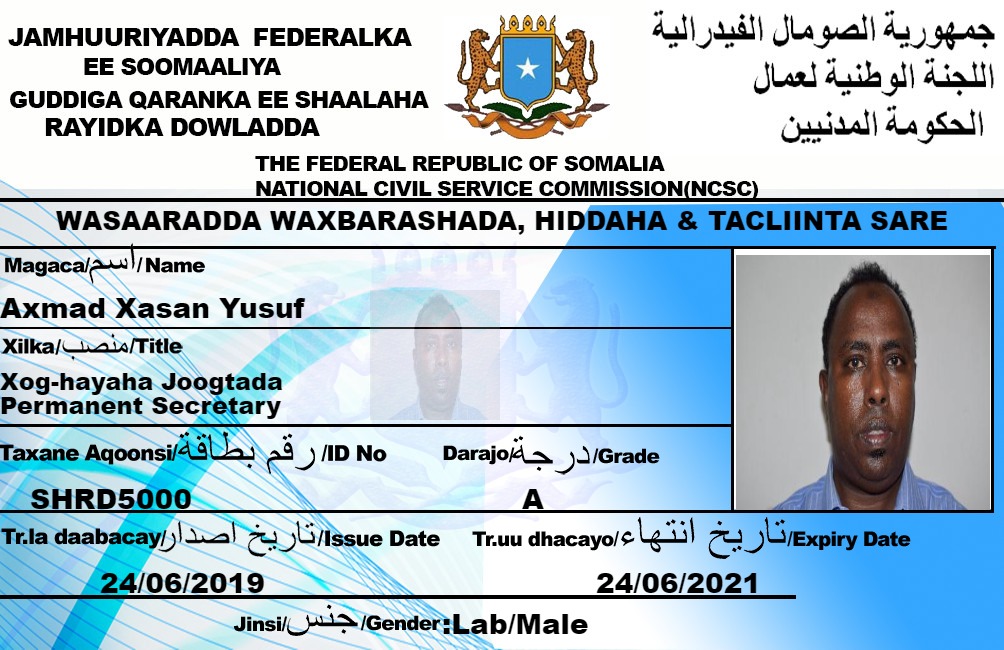 JAMHUURIYADDA FEDERALKA
EE SOOMAALIYA
GUDDIGA QARANKA EE SHAALAHA
RAYIDKA DOWLADDA
جمهورية الصومال الفيدرالية
اللجنة الوطنية لعمال
الحكومة المدنيين
THE FEDERAL REPUBLIC OF SOMALIA
NATIONAL CIVIL SERVICE COMMISSION(NCSC)
WASAARADDA WAXBARASHADA, HIDDAHA & TACLIINTA SARE
Magaca/اسم/Name
Axmad Xasan Yusuf
Xilka/منصب/Title
Xog-hayaha Joogtada
Permanent Secretary
Taxane Aqoonsi/رقم بطاقة/ID No Darajo/درجة/Grade
SHRD5000 A
Tr.la daabacay/تاريخ اصدار/Issue Date Tr.uu dhacayo/تاريخ انتهاء/Expiry Date
24/06/2019 24/06/2021
Jinsi/جنس/Gender:Lab/Male